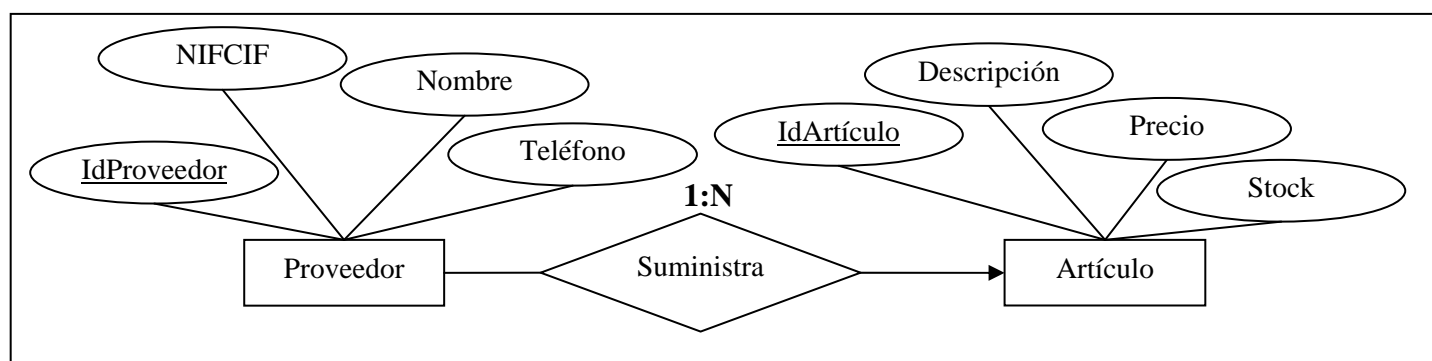 NIFCIF
Nombre
IdProveedor
Teléfono
Descripción
IdArtículo
Precio
Stock
1:N
Proveedor
Suministra
Artículo